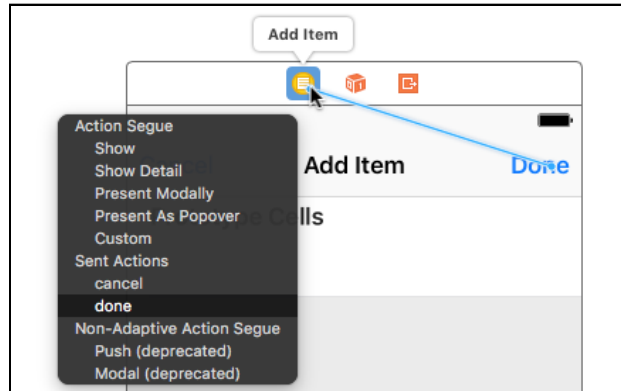 Add Item
Action Segue
Show
Show Detail
Present Modally
Present As Popover
Custom
Sent Actions
cancel
done
Non-Adaptive Action Segue
Push (deprecated)
Modal (deprecated)
Add Item
Done
Cells